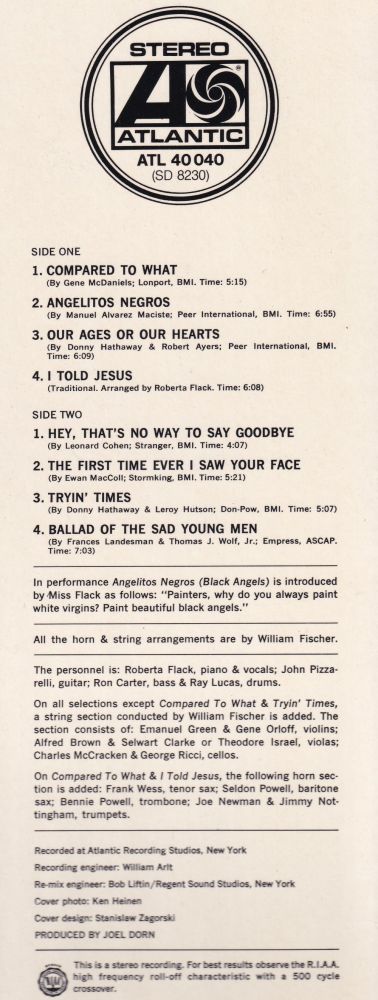 STEREO
ATLANTIC
ATL 40 040
(SD 8230)
SIDE ONE
1. COMPARED TO WHAT
(By Gene McDaniels; Lonport, BMI. Time: 5:15)
2. ANGELITOS NEGROS
(By Manuel Alvarez Maciste; Peer International, BMI. Time: 6:55)
3. OUR AGES OR OUR HEARTS
(By Donny Hathaway & Robert Ayers; Peer International, BMI.
Time: 6:09)
4. I TOLD JESUS
(Traditional. Arranged by Roberta Flack. Time: 6:08)
SIDE TWO
1. HEY, THAT'S NO WAY TO SAY GOODBYE
(By Leonard Cohen; Stranger, BMI. Time: 4:07)
2. THE FIRST TIME EVER I SAW YOUR FACE
(By Ewan MacColl; Stormking, BMI. Time: 5:21)
3. TRYIN' TIMES
(By Donny Hathaway & Leroy Hutson; Don-Pow, BMI. Time: 5:07)
4. BALLAD OF THE SAD YOUNG MEN
(By Frances Landesman & Thomas J. Wolf, Jr.; Empress, ASCAP.
Time: 7:03)
In performance Angelitos Negros (Black Angels) is introduced
by Miss Flack as follows: "Painters, why do you always paint
white virgins? Paint beautiful black angels."
All the horn & string arrangements are by William Fischer.
The personnel is: Roberta Flack, piano & vocals; John Pizza-
relli, guitar; Ron Carter, bass & Ray Lucas, drums.
On all selections except Compared To What & Tryin' Times,
a string section conducted by William Fischer is added. The
section consists of: Emanuel Green & Gene Orloff, violins;
Alfred Brown & Selwart Clarke or Theodore Israel, violas;
Charles McCracken & George Ricci, cellos.
On Compared To What & I Told Jesus, the following horn sec-
tion is added: Frank Wess, tenor sax; Seldon Powell, baritone
sax; Bennie Powell, trombone; Joe Newman & Jimmy Not-
tingham, trumpets.
Recorded at Atlantic Recording Studios, New York
Recording engineer: William Arlt
Re-mix engineer: Bob Liftin/Regent Sound Studios, New York
Cover photo: Ken Heinen
Cover design: Stanislaw Zagorski
PRODUCED BY JOEL DORN
This is a stereo recording. For best results observe the R.I.A.A.
high frequency roll-off characteristic with a 500 cycle
crossover.